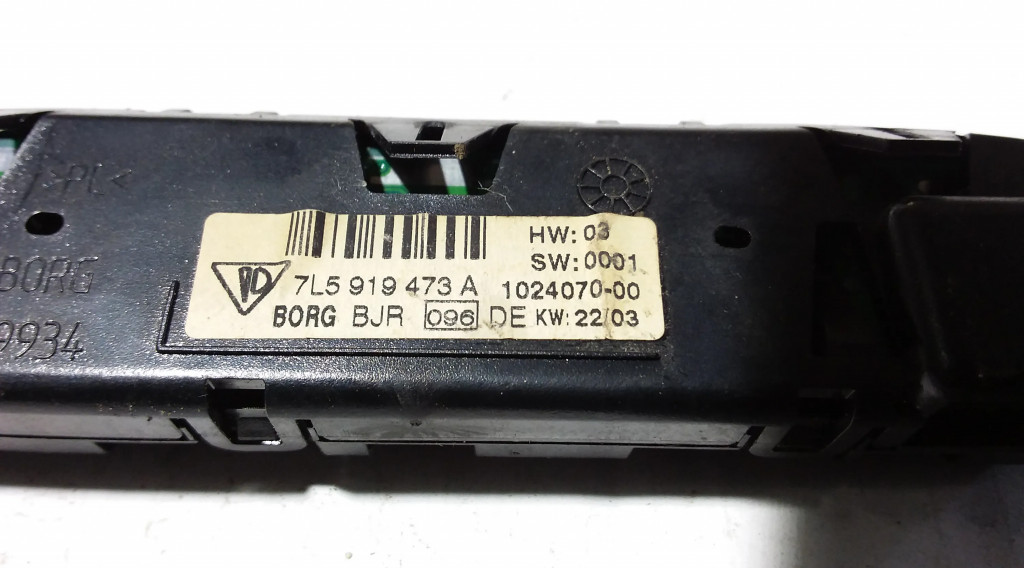 >PC<
BORG
9934
HW: 03
SW: 0001
7L5 919 473 A 1024070-00
BORG BJR 096 DE KW: 22/03